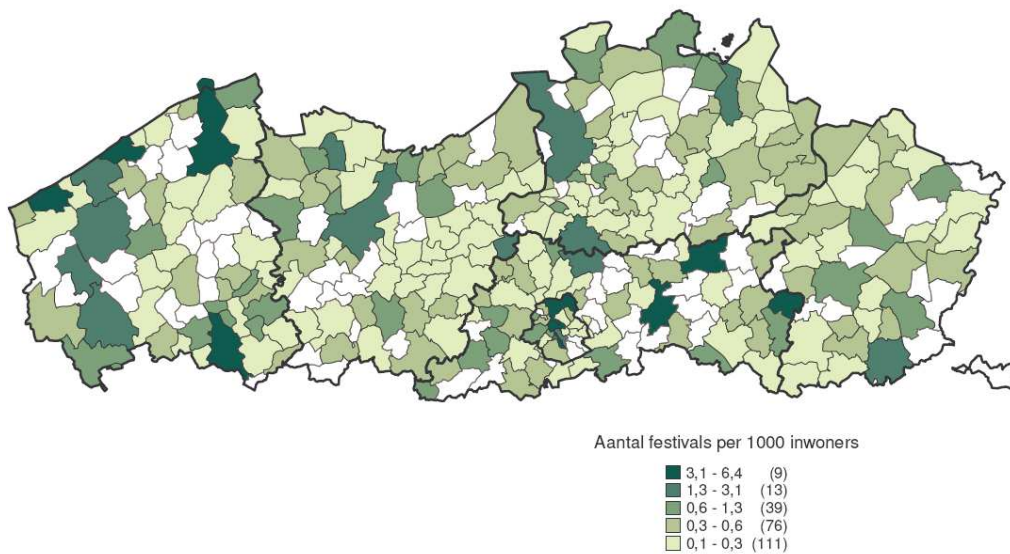 Aantal festivals per 1000 inwoners
3,1 - 6,4 (9)
1,3 - 3,1 (13)
0,6 - 1,3 (39)
0,3 - 0,6 (76)
0,1 - 0,3 (111)